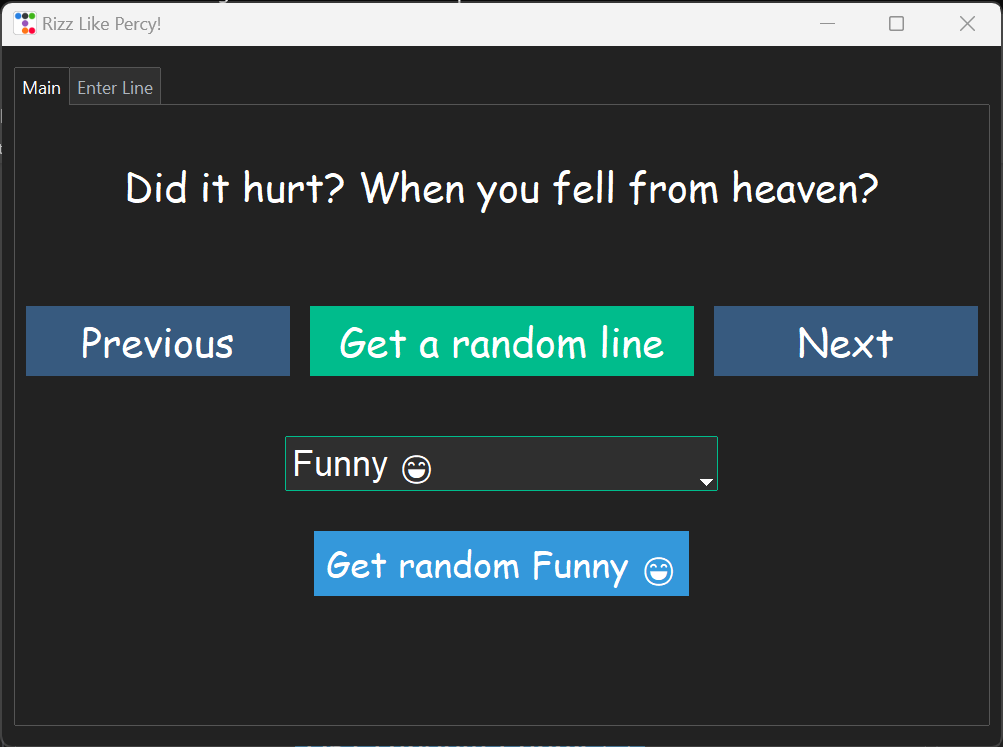 Rizz Like Percy!
Main
Enter Line
Did it hurt? When you fell from heaven?
Previous
Get a random line
Next
Funny 😄
Get random Funny 😄